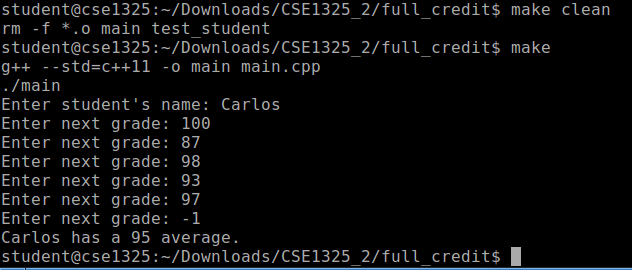 student@cse1325:~/Downloads/CSE1325_2/full_credit$ make clean
rm -f *.o main test_student
student@cse1325:~/Downloads/CSE1325_2/full_credit$ make
g++ --std=c++11 -o main main.cpp
./main
Enter student's name: Carlos
Enter next grade: 100
Enter next grade: 87
Enter next grade: 98
Enter next grade: 93
Enter next grade: 97
Enter next grade: -1
Carlos has a 95 average.
student@cse1325:~/Downloads/CSE1325_2/full_credit$